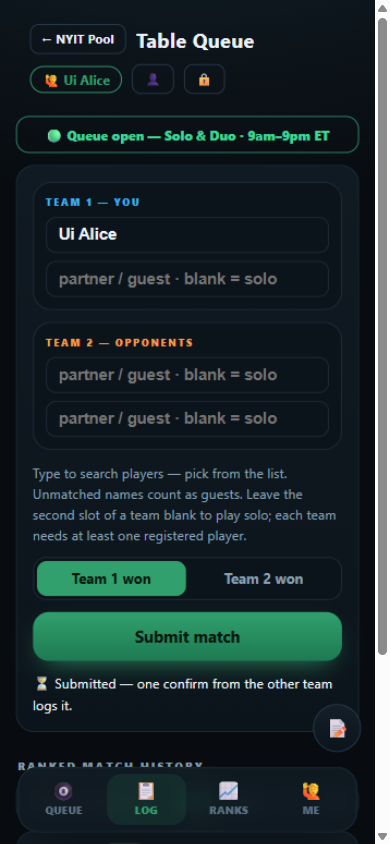 ← NYIT Pool
Table Queue
Ui Alice
Queue open — Solo & Duo · 9am–9pm ET
TEAM 1 — YOU
Ui Alice
partner / guest · blank = solo
TEAM 2 — OPPONENTS
partner / guest · blank = solo
partner / guest · blank = solo
Type to search players — pick from the list.
Unmatched names count as guests. Leave the
second slot of a team blank to play solo; each team
needs at least one registered player.
Team 1 won
Team 2 won
Submit match
⏳ Submitted — one confirm from the other team
logs it.
RANKED MATCH HISTORY
QUEUE
LOG
RANKS
ME